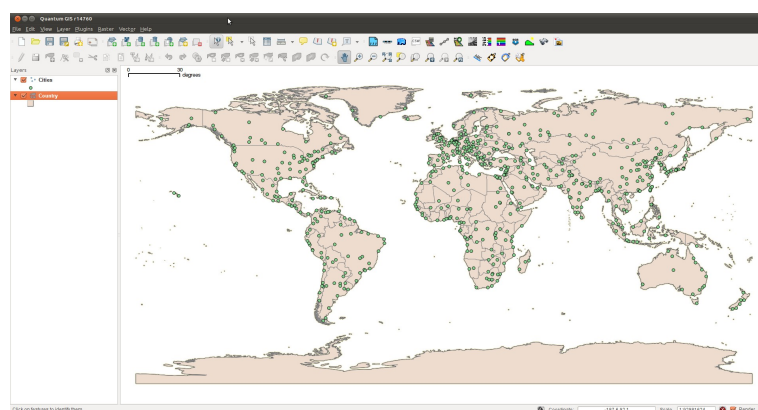 Quantum GIS r14760
File Edit View Layer Plugins Raster Vector Help
Layers
Cities
Country
0 30 degrees
Click on features to identify them
Coordinate:
Scale
Render